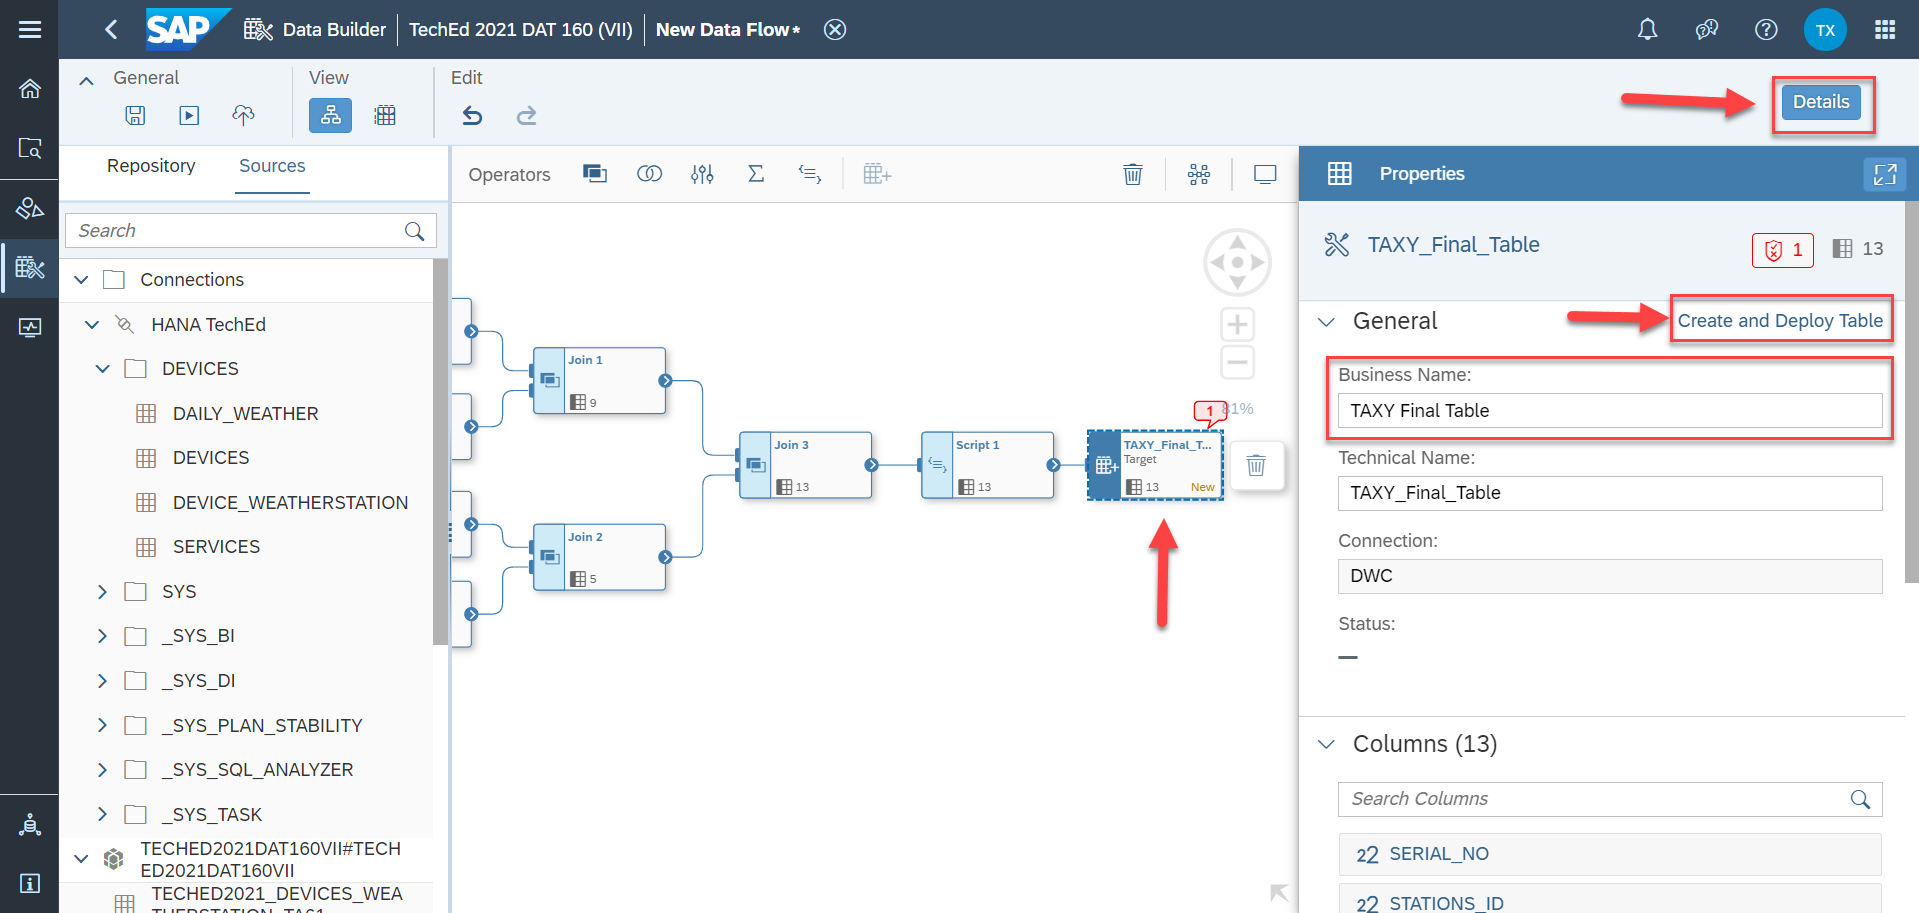 SAP Data Builder TechEd 2021 DAT 160 (VII) New Data Flow* TX
General View Edit
Details
Repository Sources
Search
Connections
HANA TechEd
DEVICES
DAILY_WEATHER
DEVICES
DEVICE_WEATHERSTATION
SERVICES
SYS
_SYS_BI
_SYS_DI
_SYS_PLAN_STABILITY
_SYS_SQL_ANALYZER
_SYS_TASK
TECHED2021DAT160VII#TECH
ED2021DAT160VII
TECHED2021_DEVICES_WEA
Operators
Join 1
9
Join 2
5
Join 3
13
Script 1
13
1 81%
TAXY_Final_T...
Target
13 New
Properties
TAXY_Final_Table 1 13
General Create and Deploy Table
Business Name:
TAXY Final Table
Technical Name:
TAXY_Final_Table
Connection:
DWC
Status:
—
Columns (13)
Search Columns
22 SERIAL_NO
22 STATIONS_ID